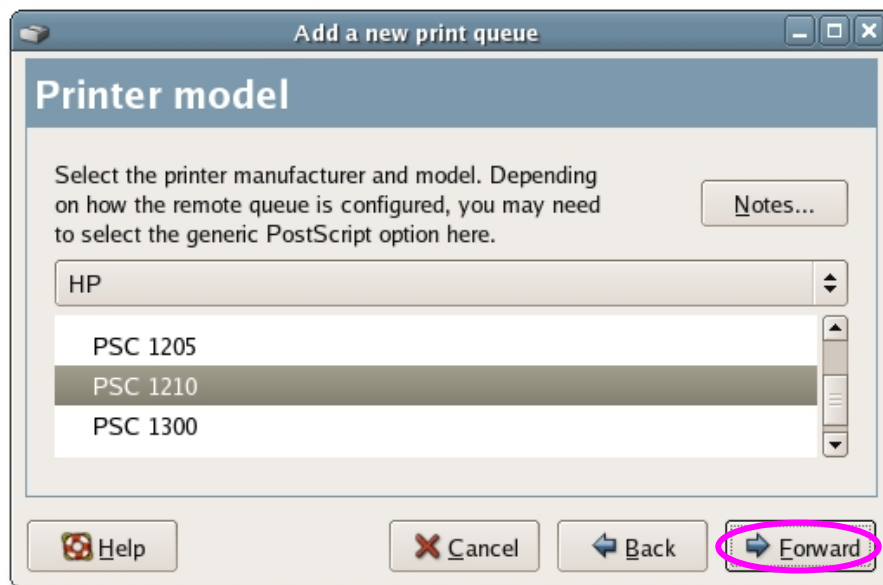 Add a new print queue
Printer model
Select the printer manufacturer and model. Depending
on how the remote queue is configured, you may need
to select the generic PostScript option here.
Notes...
HP
PSC 1205
PSC 1210
PSC 1300
Help
Cancel
Back
Forward